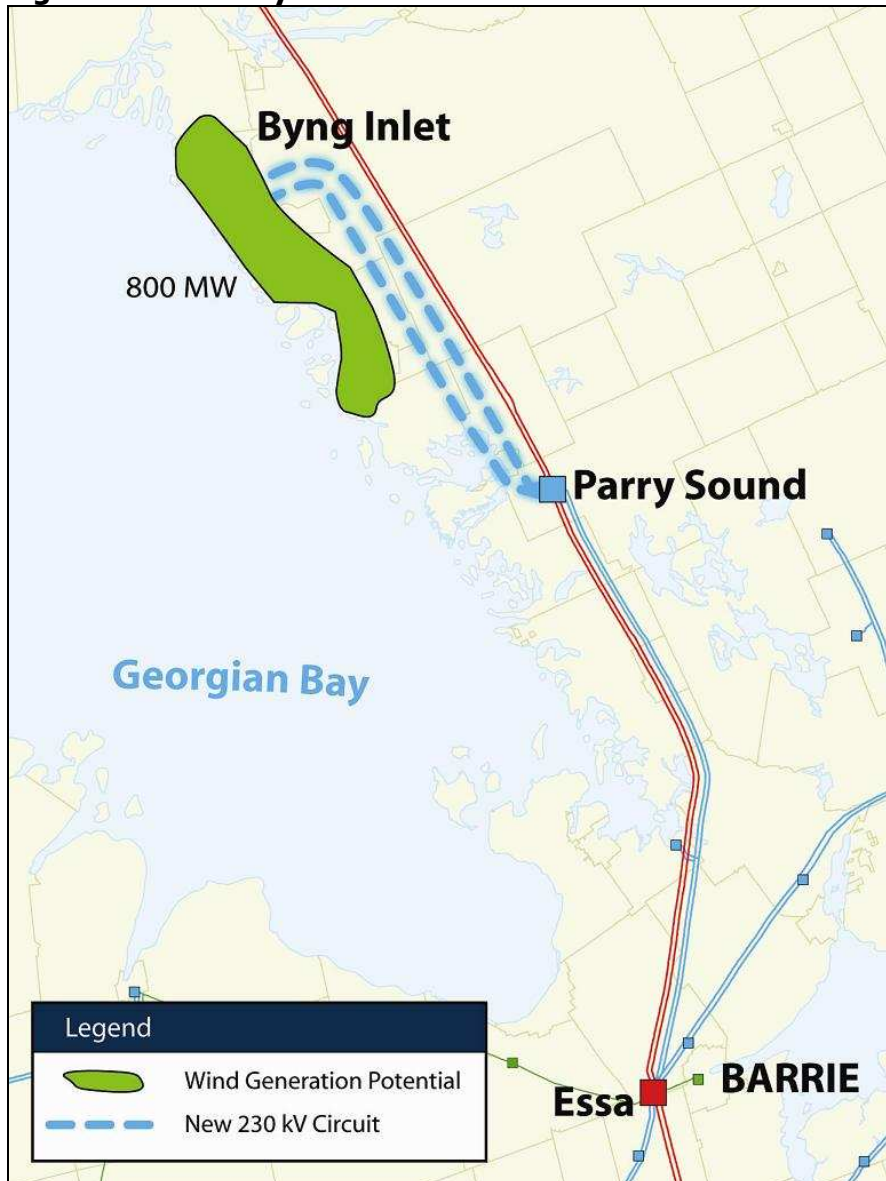 Byng Inlet
800 MW
Parry Sound
Georgian Bay
BARRIE
Essa
Legend
Wind Generation Potential
New 230 kV Circuit